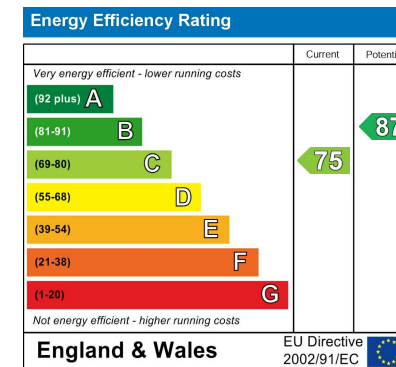 Energy Efficiency Rating
Current
Potenti
Very energy efficient - lower running costs
(92 plus) A
(81-91) B
87
(69-80) C
75
(55-68) D
(39-54) E
(21-38) F
(1-20) G
Not energy efficient - higher running costs
England & Wales
EU Directive
2002/91/EC